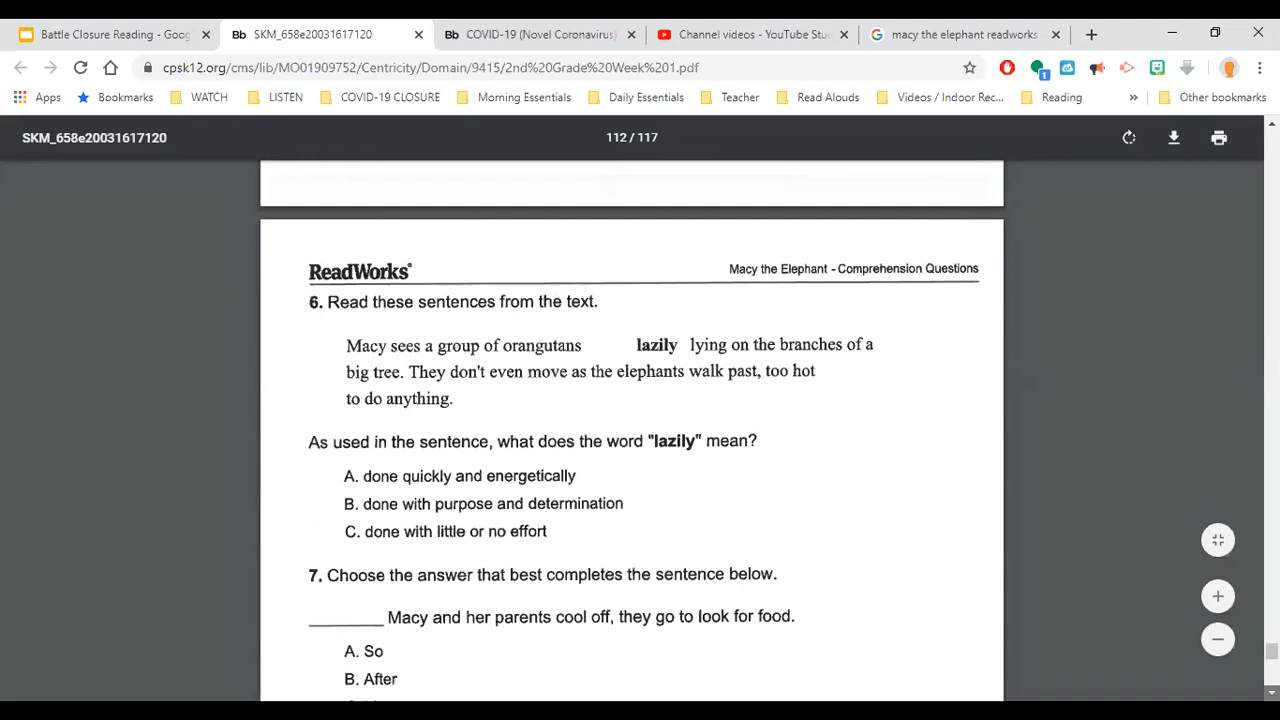 Battle Closure Reading - Goog
Bb SKM_658e20031617120
Bb COVID-19 (Novel Coronavirus)
Channel videos - YouTube Stu
macy the elephant readworks
cpsk12.org/cms/lib/MO01909752/Centricity/Domain/9415/2nd%20Grade%20Week%201.pdf
1
Apps
Bookmarks
WATCH
LISTEN
COVID-19 CLOSURE
Morning Essentials
Daily Essentials
Teacher
Read Alouds
Videos / Indoor Rec...
Reading
»
Other bookmarks
SKM_658e20031617120
112 / 117
ReadWorks®
Macy the Elephant - Comprehension Questions
6. Read these sentences from the text.
Macy sees a group of orangutans lazily lying on the branches of a
big tree. They don't even move as the elephants walk past, too hot
to do anything.
As used in the sentence, what does the word "lazily" mean?
A. done quickly and energetically
B. done with purpose and determination
C. done with little or no effort
7. Choose the answer that best completes the sentence below.
________ Macy and her parents cool off, they go to look for food.
A. So
B. After